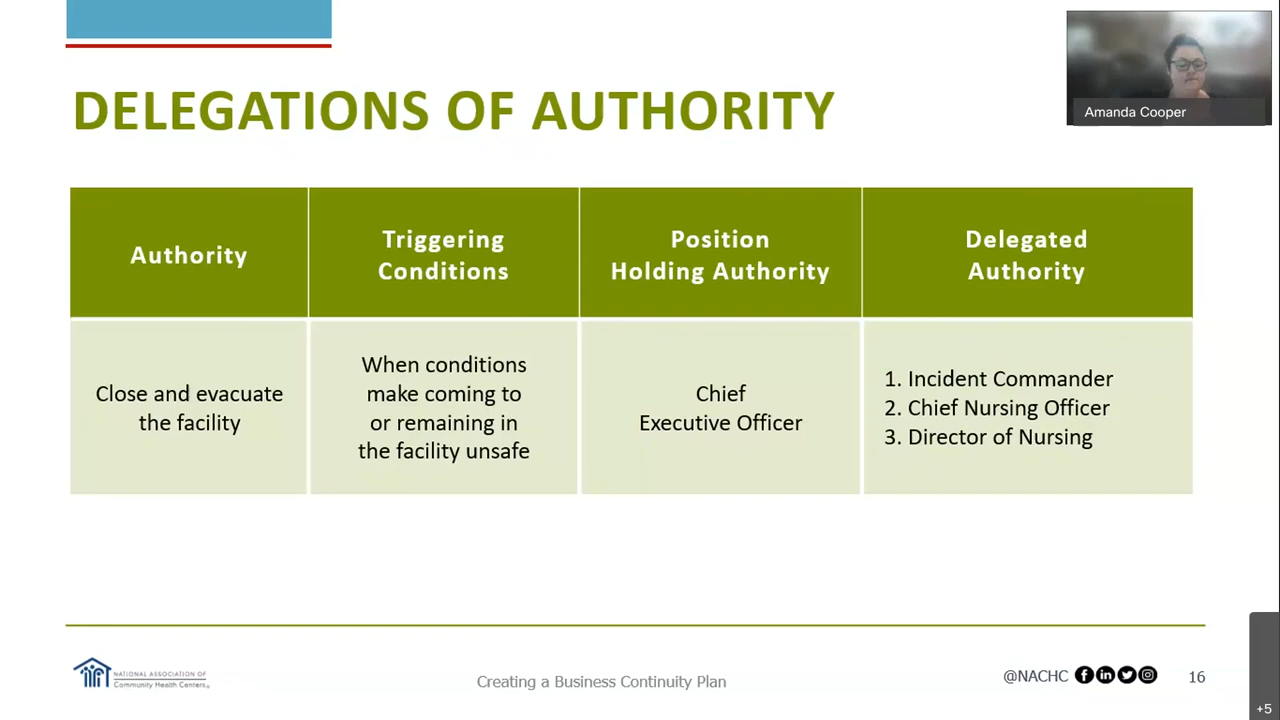 DELEGATIONS OF AUTHORITY
Amanda Cooper
Authority
Triggering
Conditions
Position
Holding Authority
Delegated
Authority
Close and evacuate
the facility
When conditions
make coming to
or remaining in
the facility unsafe
Chief
Executive Officer
1. Incident Commander
2. Chief Nursing Officer
3. Director of Nursing
NATIONAL ASSOCIATION OF
Community Health Centers®
Creating a Business Continuity Plan
@NACHC
16
+5